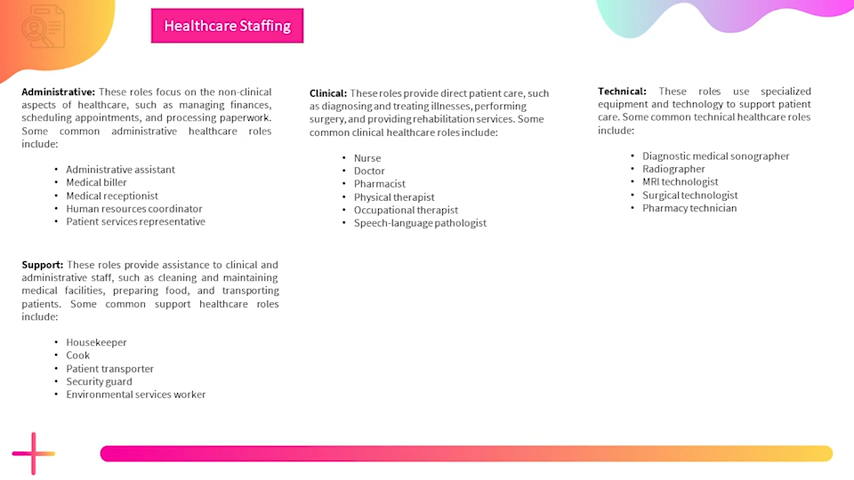 Healthcare Staffing
Administrative: These roles focus on the non-clinical
aspects of healthcare, such as managing finances,
scheduling appointments, and processing paperwork.
Some common administrative healthcare roles
include:
• Administrative assistant
• Medical biller
• Medical receptionist
• Human resources coordinator
• Patient services representative
Clinical: These roles provide direct patient care, such
as diagnosing and treating illnesses, performing
surgery, and providing rehabilitation services. Some
common clinical healthcare roles include:
• Nurse
• Doctor
• Pharmacist
• Physical therapist
• Occupational therapist
• Speech-language pathologist
Technical: These roles use specialized
equipment and technology to support patient
care. Some common technical healthcare roles
include:
• Diagnostic medical sonographer
• Radiographer
• MRI technologist
• Surgical technologist
• Pharmacy technician
Support: These roles provide assistance to clinical and
administrative staff, such as cleaning and maintaining
medical facilities, preparing food, and transporting
patients. Some common support healthcare roles
include:
• Housekeeper
• Cook
• Patient transporter
• Security guard
• Environmental services worker